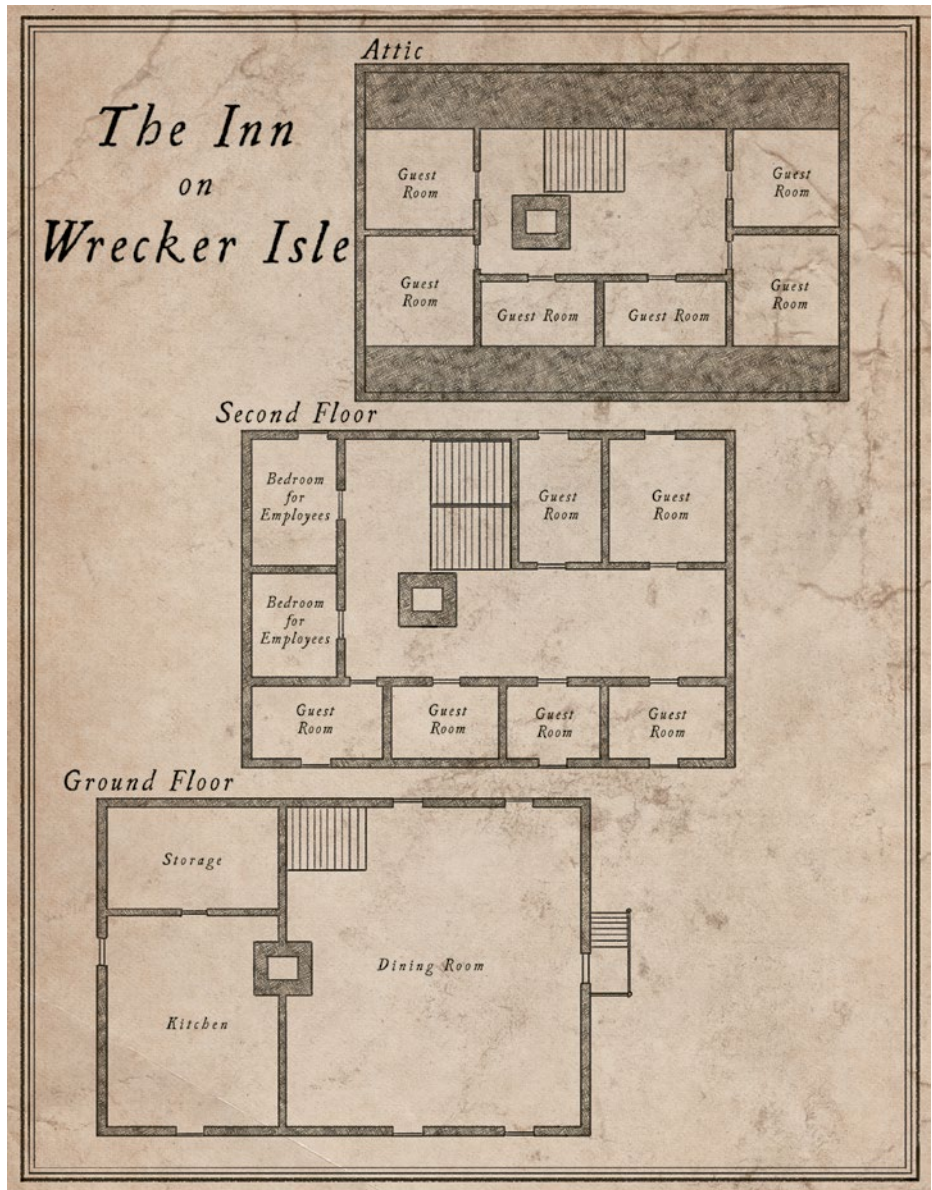 The Inn
on
Wrecker Isle
Attic
Guest
Room
Guest
Room
Guest
Room
Guest Room
Guest Room
Guest
Room
Second Floor
Bedroom
for
Employees
Guest
Room
Guest
Room
Bedroom
for
Employees
Guest
Room
Guest
Room
Guest
Room
Guest
Room
Ground Floor
Storage
Dining Room
Kitchen